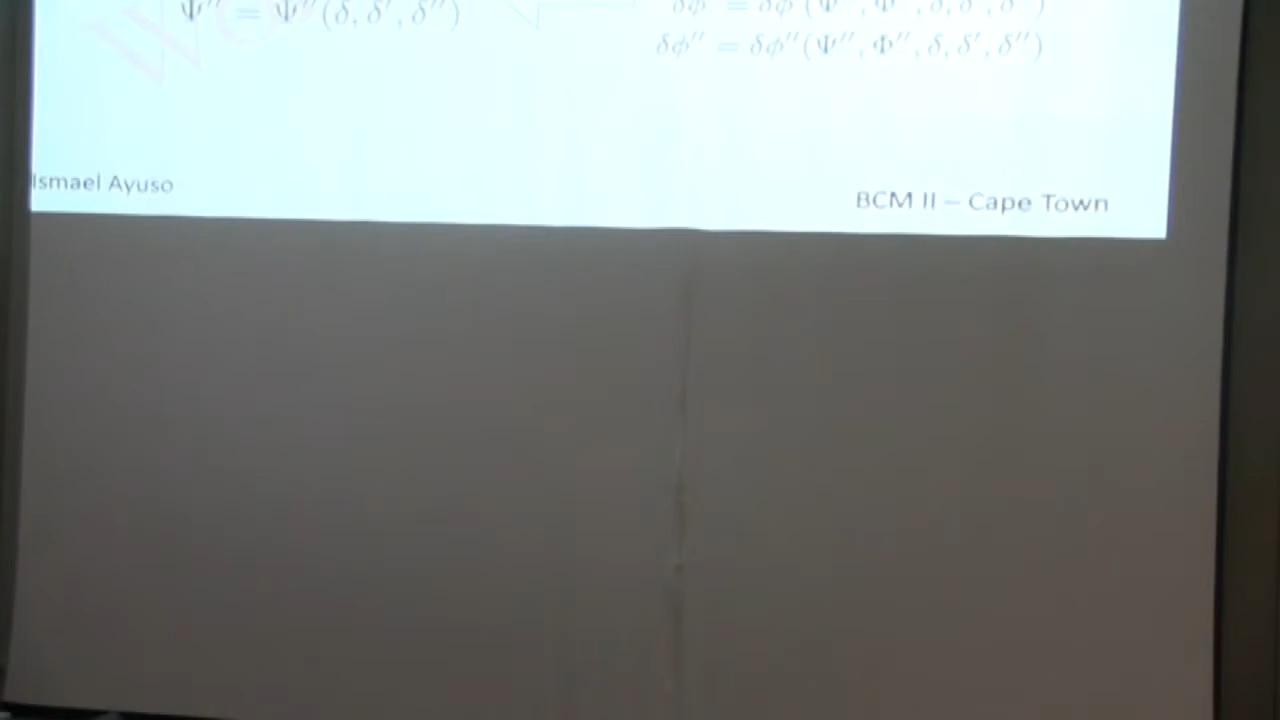 Ψ′′ = Ψ′′(δ, δ′, δ′′)
δφ′′ = δφ′′(Ψ′′, Φ′′, δ, δ′, δ′′)
Ismael Ayuso
BCM II – Cape Town